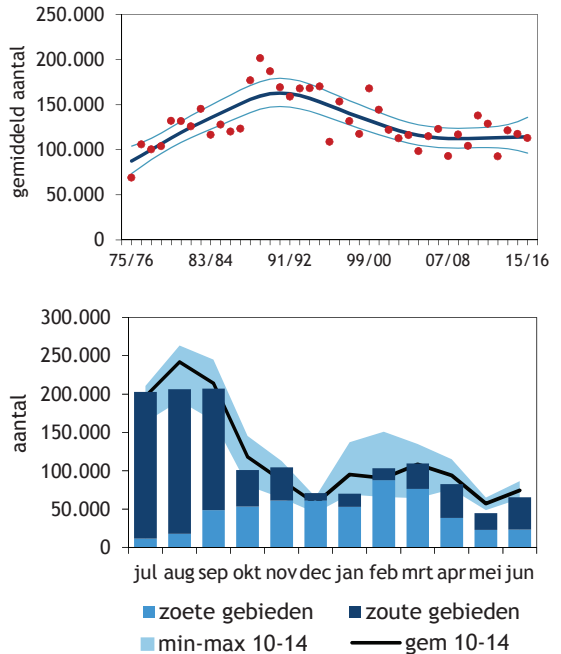 250.000
200.000
150.000
100.000
50.000
0
gemiddeld aantal
75/76 83/84 91/92 99/00 07/08 15/16
300.000
250.000
200.000
150.000
100.000
50.000
0
aantal
jul aug sep okt nov dec jan feb mrt apr mei jun
zoete gebieden zoute gebieden
min-max 10-14 gem 10-14